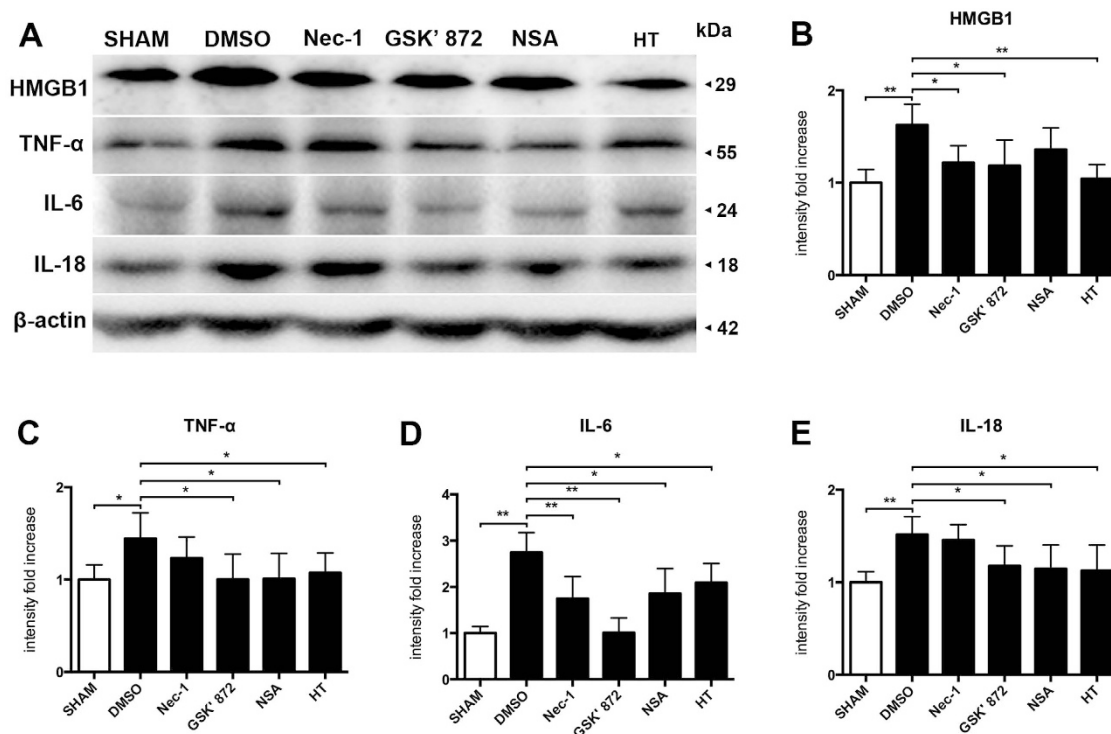 A
SHAM DMSO Nec-1 GSK' 872 NSA HT kDa
HMGB1 ◄ 29
TNF-α ◄ 55
IL-6 ◄ 24
IL-18 ◄ 18
β-actin ◄ 42
B
HMGB1
**
*
** *
intensity fold increase
2
1
0
SHAM DMSO Nec-1 GSK' 872 NSA HT
C
TNF-α
*
*
* *
intensity fold increase
2
1
0
SHAM DMSO Nec-1 GSK' 872 NSA HT
D
IL-6
*
*
**
** **
intensity fold increase
4
3
2
1
0
SHAM DMSO Nec-1 GSK' 872 NSA HT
E
IL-18
*
*
** *
intensity fold increase
2
1
0
SHAM DMSO Nec-1 GSK' 872 NSA HT